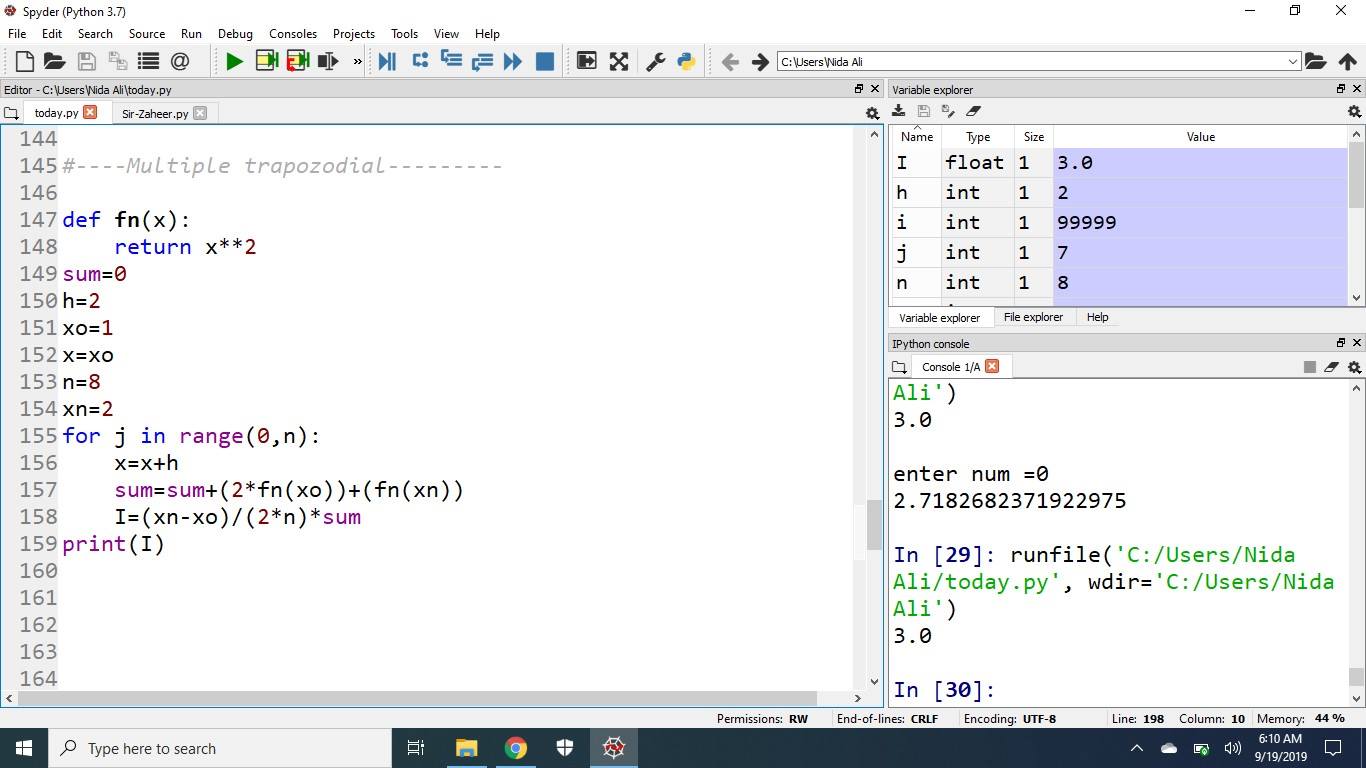 Spyder (Python 3.7)
File Edit Search Source Run Debug Consoles Projects Tools View Help
C:\Users\Nida Ali
Editor - C:\Users\Nida Ali\today.py
today.py Sir-Zaheer.py
144
145 #----Multiple trapozodial---------
146
147 def fn(x):
148 return x**2
149 sum=0
150 h=2
151 xo=1
152 x=xo
153 n=8
154 xn=2
155 for j in range(0,n):
156 x=x+h
157 sum=sum+(2*fn(xo))+(fn(xn))
158 I=(xn-xo)/(2*n)*sum
159 print(I)
160
161
162
163
164
Variable explorer
Name Type Size Value
I float 1 3.0
h int 1 2
i int 1 99999
j int 1 7
n int 1 8
Variable explorer File explorer Help
IPython console
Console 1/A
Ali')
3.0
enter num =0
2.7182682371922975
In [29]: runfile('C:/Users/Nida
Ali/today.py', wdir='C:/Users/Nida
Ali')
3.0
In [30]:
Permissions: RW End-of-lines: CRLF Encoding: UTF-8 Line: 198 Column: 10 Memory: 44 %
Type here to search
6:10 AM
9/19/2019